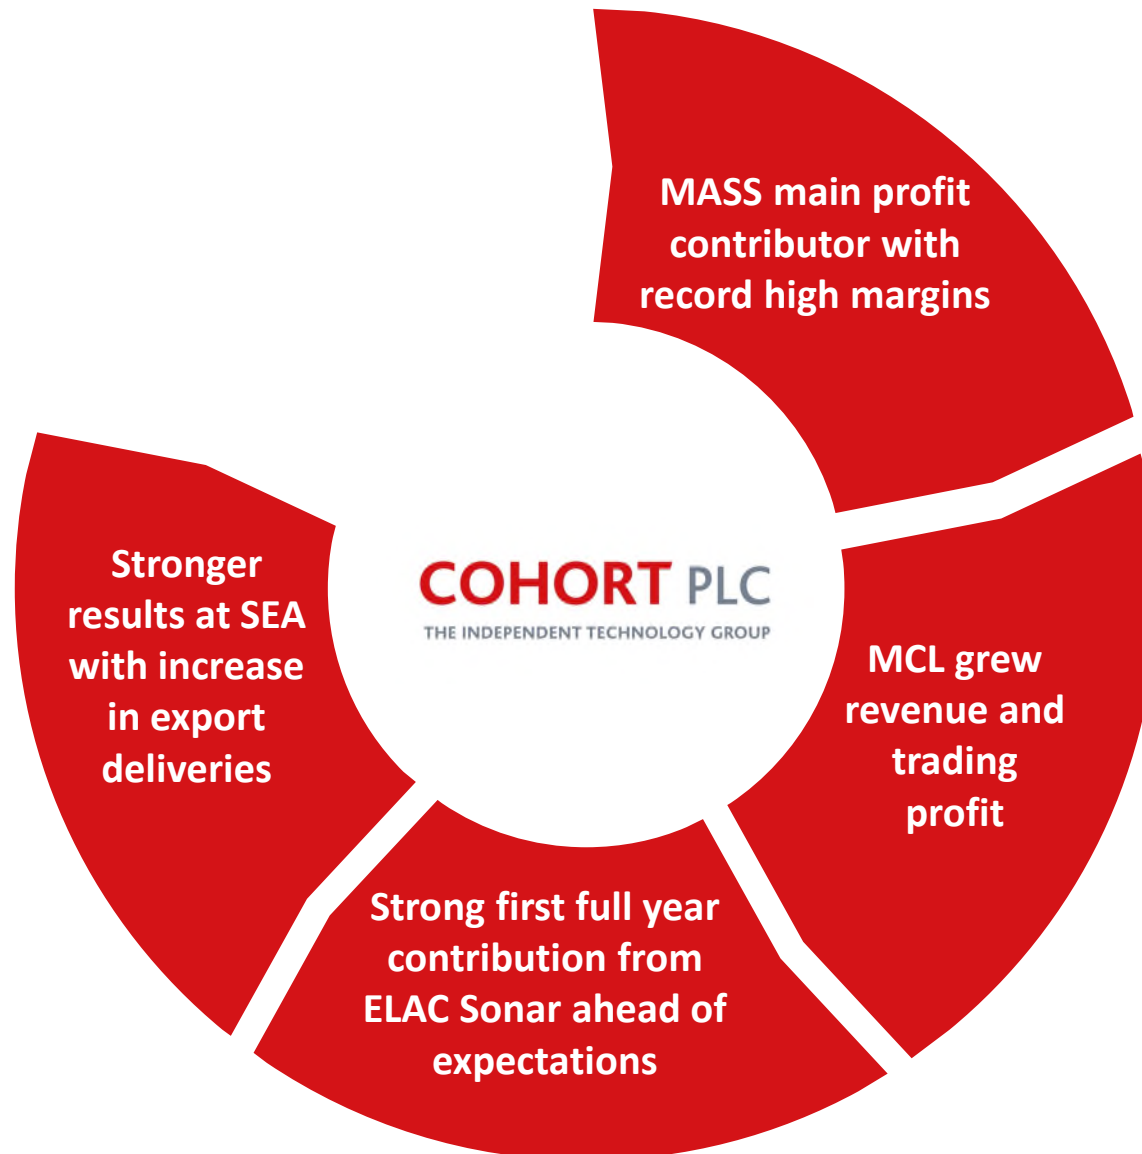 MASS main profit
contributor with
record high margins
MCL grew
revenue and
trading
profit
Strong first full year
contribution from
ELAC Sonar ahead of
expectations
Stronger
results at SEA
with increase
in export
deliveries
COHORT PLC
THE INDEPENDENT TECHNOLOGY GROUP